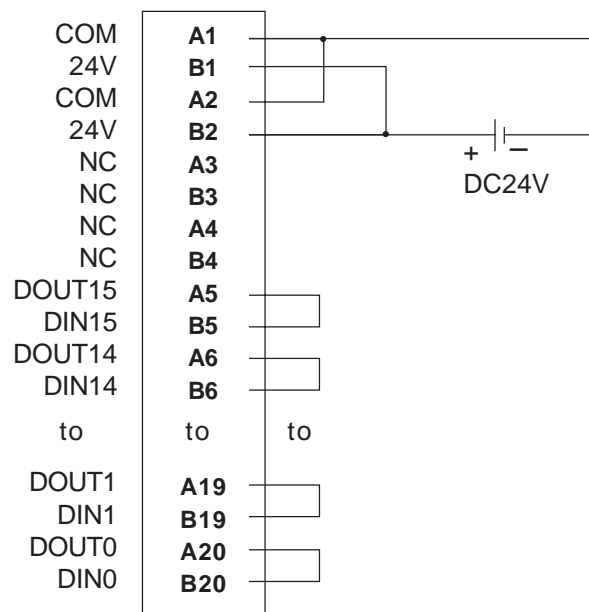 COM A1
24V B1
COM A2
24V B2
NC A3
NC B3
NC A4
NC B4
+ −
DC24V
DOUT15 A5
DIN15 B5
DOUT14 A6
DIN14 B6
to to to
DOUT1 A19
DIN1 B19
DOUT0 A20
DIN0 B20